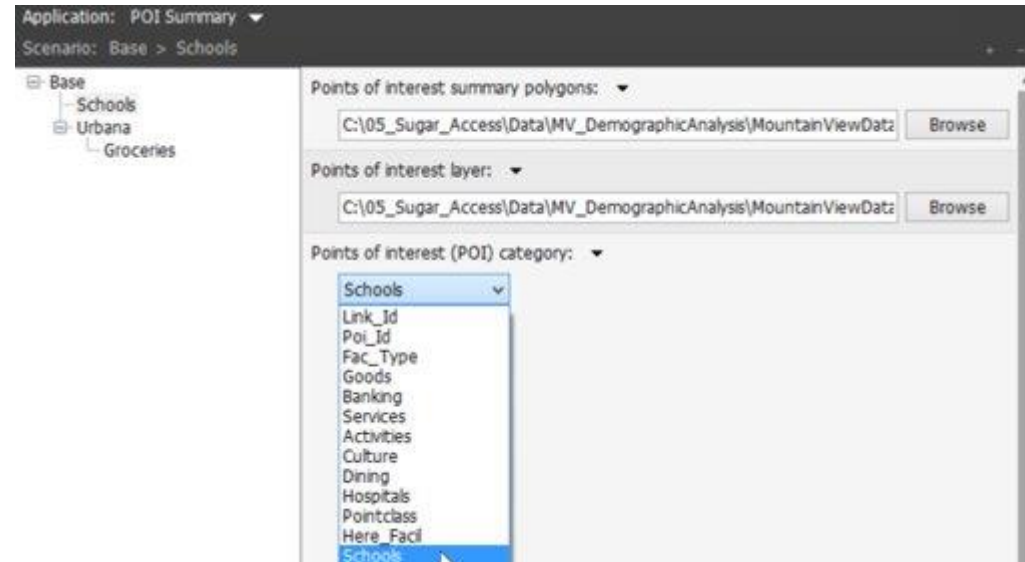 Application: POI Summary
Scenario: Base > Schools
Base
Schools
Urbana
Groceries
Points of interest summary polygons:
C:\05_Sugar_Access\Data\MV_DemographicAnalysis\MountainViewData
Browse
Points of interest layer:
C:\05_Sugar_Access\Data\MV_DemographicAnalysis\MountainViewData
Browse
Points of interest (POI) category:
Schools
Link_Id
Poi_Id
Fac_Type
Goods
Banking
Services
Activities
Culture
Dining
Hospitals
Pointclass
Here_Facil
Schools